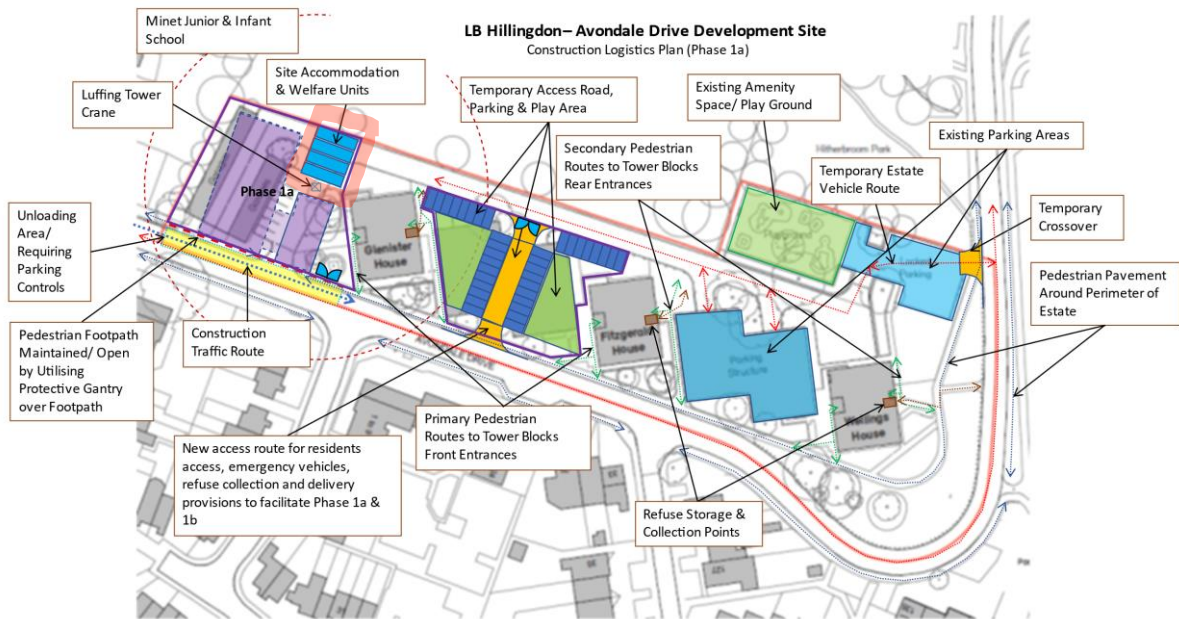 LB Hillingdon– Avondale Drive Development Site
Construction Logistics Plan (Phase 1a)
Minet Junior & Infant
School
Luffing Tower
Crane
Site Accommodation
& Welfare Units
Temporary Access Road,
Parking & Play Area
Secondary Pedestrian
Routes to Tower Blocks
Rear Entrances
Existing Amenity
Space/ Play Ground
Existing Parking Areas
Temporary Estate
Vehicle Route
Temporary
Crossover
Pedestrian Pavement
Around Perimeter of
Estate
Unloading
Area/
Requiring
Parking
Controls
Pedestrian Footpath
Maintained/ Open
by Utilising
Protective Gantry
over Footpath
Construction
Traffic Route
New access route for residents
access, emergency vehicles,
refuse collection and delivery
provisions to facilitate Phase 1a &
1b
Primary Pedestrian
Routes to Tower Blocks
Front Entrances
Refuse Storage &
Collection Points
Phase 1a
Glenister
House
Fitzgerald
House
Parking
Structure
Playground
Parking
Hitherbroom Park
House
AVONDALE DRIVE
127